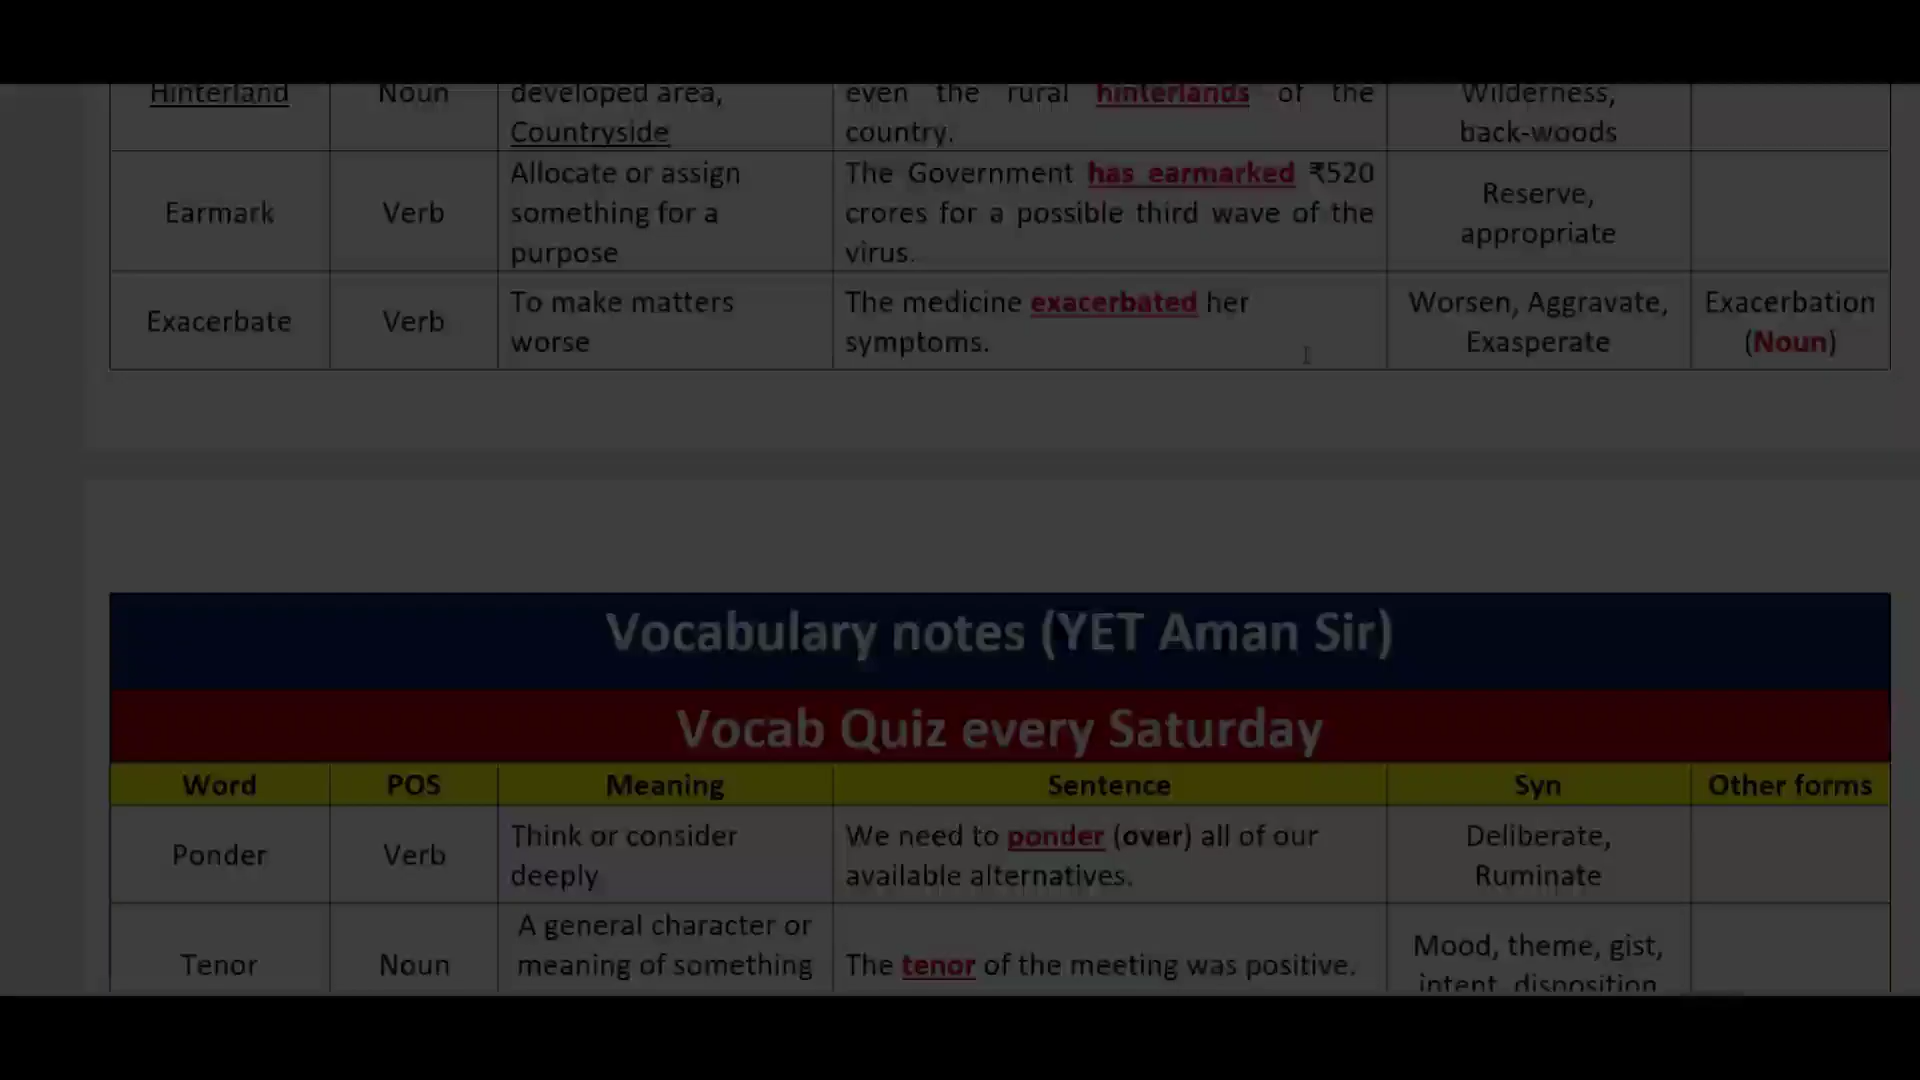 Hinterland Noun developed area, even the rural hinterlands of the Wilderness,
Countryside country. back-woods
Allocate or assign The Government has earmarked ₹520
Earmark Verb something for a crores for a possible third wave of the Reserve,
purpose virus. appropriate
Exacerbate Verb To make matters The medicine exacerbated her Worsen, Aggravate, Exacerbation
worse symptoms. Exasperate (Noun)
Vocabulary notes (YET Aman Sir)
Vocab Quiz every Saturday
Word POS Meaning Sentence Syn Other forms
Ponder Verb Think or consider We need to ponder (over) all of our Deliberate,
deeply available alternatives. Ruminate
A general character or
Tenor Noun meaning of something The tenor of the meeting was positive. Mood, theme, gist,
intent, disposition